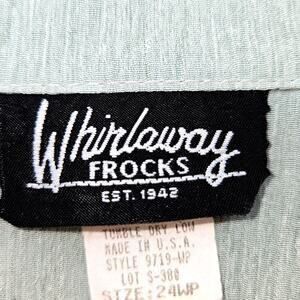 Whirlaway
FROCKS
EST. 1942
TUMBLE DRY LOW
MADE IN U.S.A.
STYLE 9719-WP
LOT S-380
SIZE:24WP